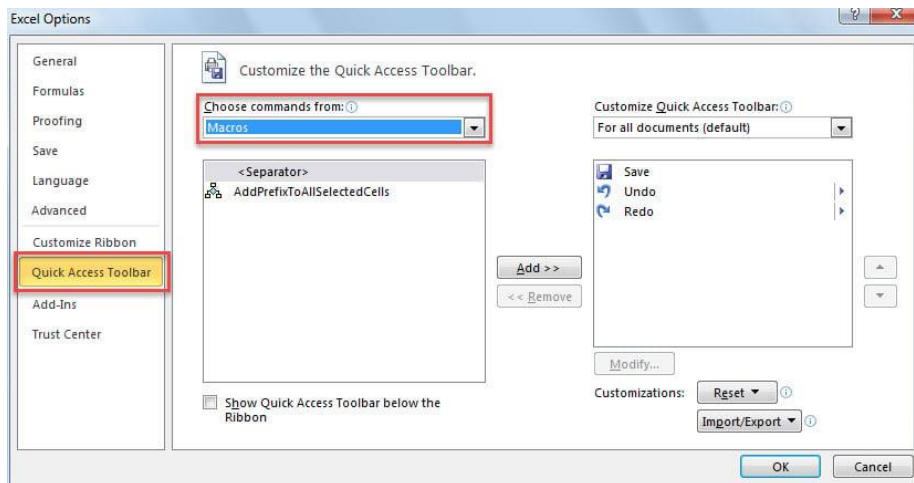 Excel Options
General
Formulas
Proofing
Save
Language
Advanced
Customize Ribbon
Quick Access Toolbar
Add-Ins
Trust Center
Customize the Quick Access Toolbar.
Choose commands from:
Macros
<Separator>
AddPrefixToAllSelectedCells
Show Quick Access Toolbar below the
Ribbon
Add >>
<< Remove
Customize Quick Access Toolbar:
For all documents (default)
Save
Undo
Redo
Modify...
Customizations:
Reset
Import/Export
OK
Cancel